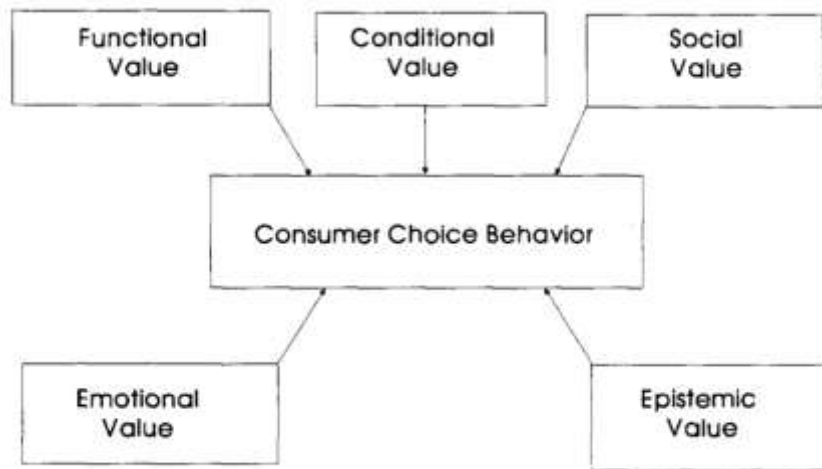 Functional
Value
Conditional
Value
Social
Value
Consumer Choice Behavior
Emotional
Value
Epistemic
Value